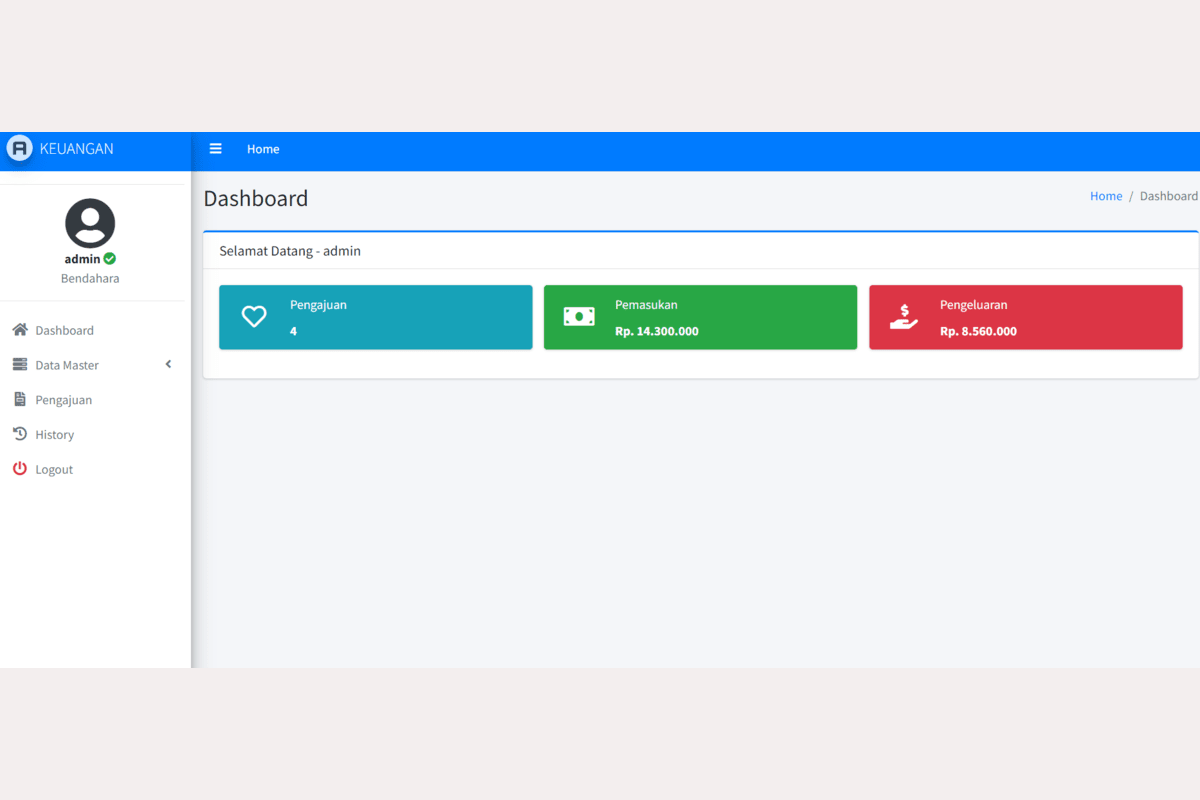 KEUANGAN
Home
admin
Bendahara
Dashboard
Data Master
Pengajuan
History
Logout
Dashboard
Home / Dashboard
Selamat Datang - admin
Pengajuan
4
Pemasukan
Rp. 14.300.000
Pengeluaran
Rp. 8.560.000